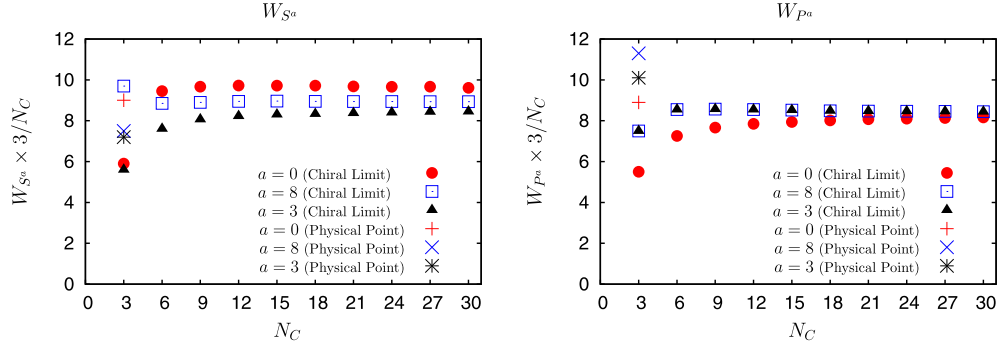 W_{S^a}
12
10
8
6
4
2
0
W_{S^a} × 3/N_C
a = 0 (Chiral Limit)
a = 8 (Chiral Limit)
a = 3 (Chiral Limit)
a = 0 (Physical Point)
a = 8 (Physical Point)
a = 3 (Physical Point)
0 3 6 9 12 15 18 21 24 27 30
N_C
W_{P^a}
12
10
8
6
4
2
0
W_{P^a} × 3/N_C
a = 0 (Chiral Limit)
a = 8 (Chiral Limit)
a = 3 (Chiral Limit)
a = 0 (Physical Point)
a = 8 (Physical Point)
a = 3 (Physical Point)
0 3 6 9 12 15 18 21 24 27 30
N_C